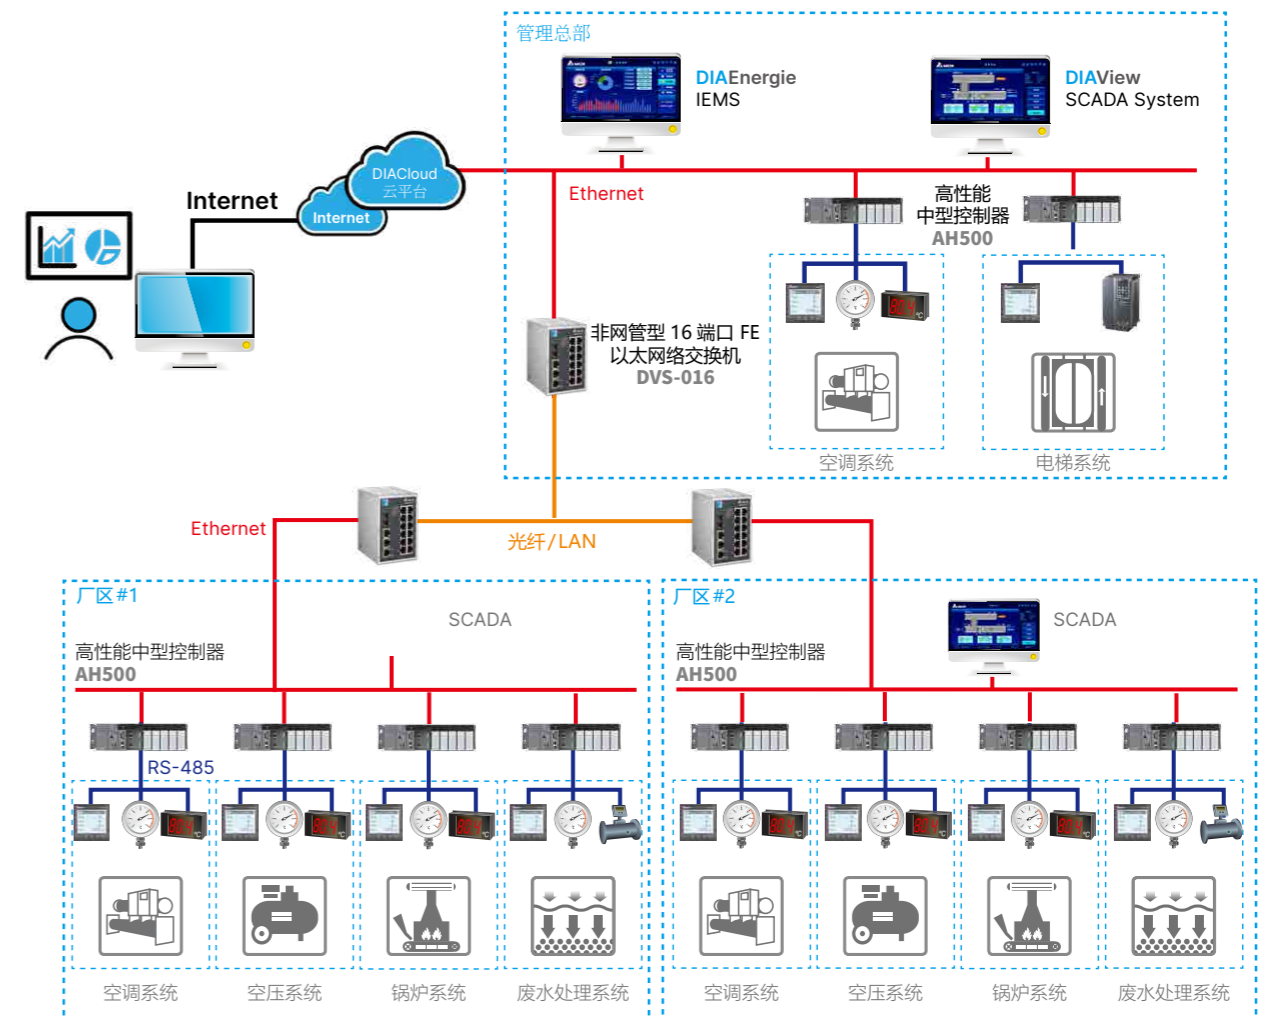 管理总部
DIAEnergie
IEMS
DIAView
SCADA System
DIACloud
云平台
Internet
Internet
Ethernet
高性能
中型控制器
AH500
非网管型 16 端口 FE
以太网络交换机
DVS-016
空调系统
电梯系统
Ethernet
光纤/LAN
厂区#1
SCADA
高性能中型控制器
AH500
RS-485
空调系统
空压系统
锅炉系统
废水处理系统
厂区#2
SCADA
高性能中型控制器
AH500
空调系统
空压系统
锅炉系统
废水处理系统